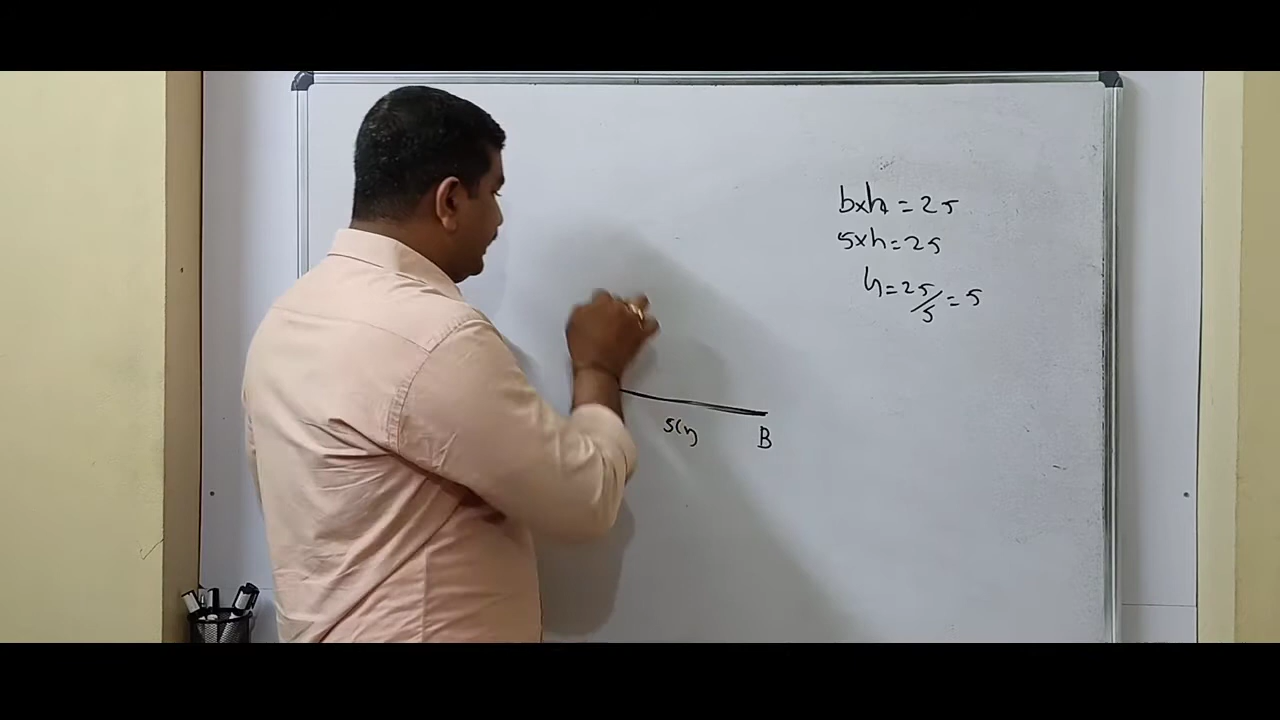 b×h = 25
5×h = 25
h = 25/5 = 5
5cm
B